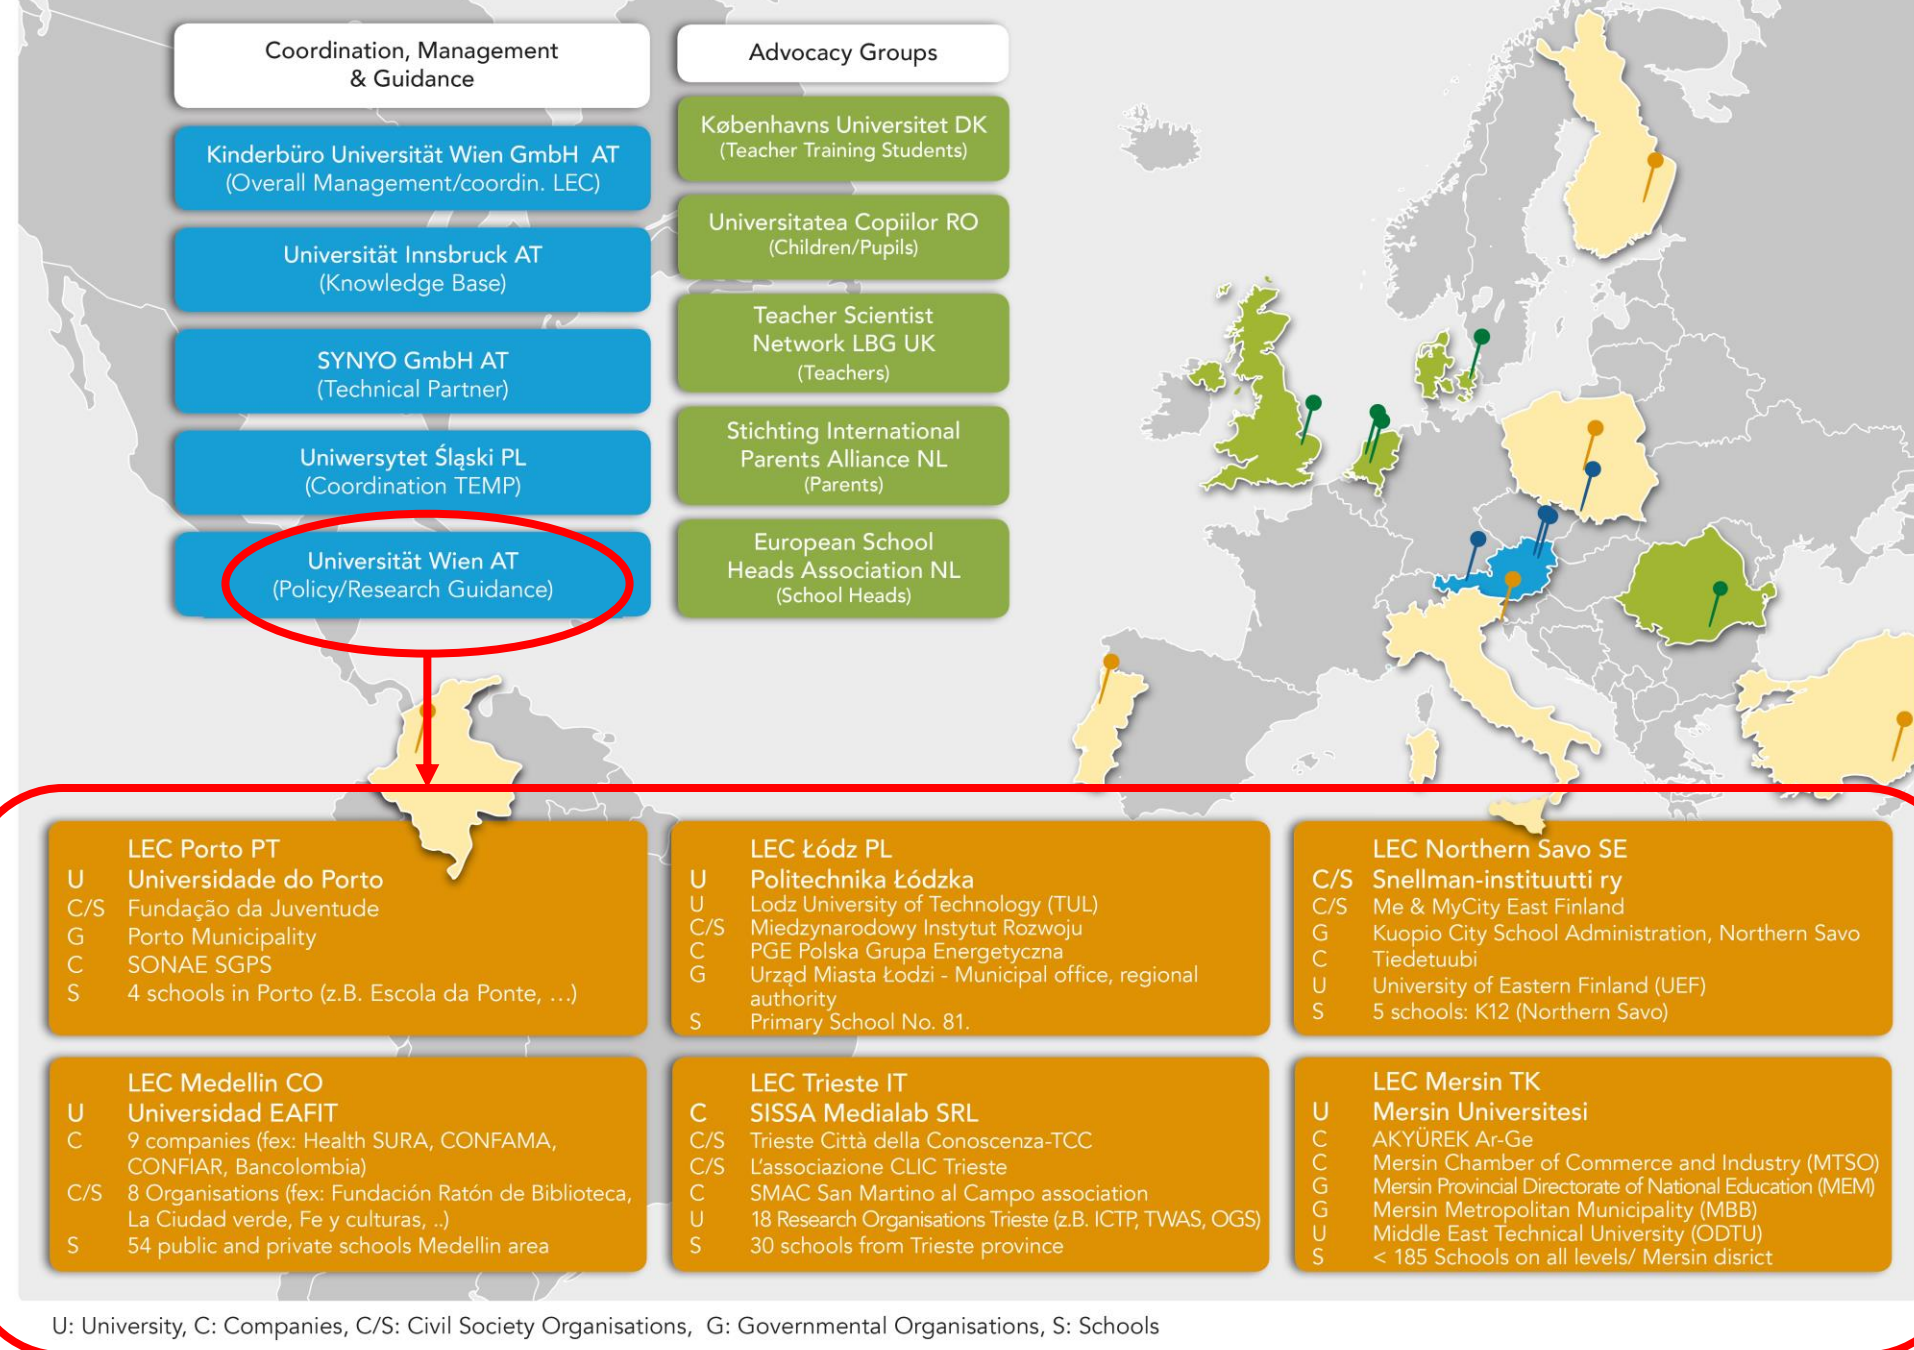 Coordination, Management
& Guidance
Kinderbüro Universität Wien GmbH AT
(Overall Management/coordin. LEC)
Universität Innsbruck AT
(Knowledge Base)
SYNYO GmbH AT
(Technical Partner)
Uniwersytet Śląski PL
(Coordination TEMP)
Universität Wien AT
(Policy/Research Guidance)
Advocacy Groups
Københavns Universitet DK
(Teacher Training Students)
Universitatea Copiilor RO
(Children/Pupils)
Teacher Scientist
Network LBG UK
(Teachers)
Stichting International
Parents Alliance NL
(Parents)
European School
Heads Association NL
(School Heads)
LEC Porto PT
U Universidade do Porto
C/S Fundação da Juventude
G Porto Municipality
C SONAE SGPS
S 4 schools in Porto (z.B. Escola da Ponte, …)
LEC Łódz PL
U Politechnika Łódzka
U Lodz University of Technology (TUL)
C/S Miedzynarodowy Instytut Rozwoju
C PGE Polska Grupa Energetyczna
G Urząd Miasta Łodzi - Municipal office, regional
authority
S Primary School No. 81.
LEC Northern Savo SE
C/S Snellman-instituutti ry
C/S Me & MyCity East Finland
G Kuopio City School Administration, Northern Savo
C Tiedetuubi
U University of Eastern Finland (UEF)
S 5 schools: K12 (Northern Savo)
LEC Medellin CO
U Universidad EAFIT
C 9 companies (fex: Health SURA, CONFAMA,
CONFIAR, Bancolombia)
C/S 8 Organisations (fex: Fundación Ratón de Biblioteca,
La Ciudad verde, Fe y culturas, ..)
S 54 public and private schools Medellin area
LEC Trieste IT
C SISSA Medialab SRL
C/S Trieste Città della Conoscenza-TCC
C/S L'associazione CLIC Trieste
C SMAC San Martino al Campo association
U 18 Research Organisations Trieste (z.B. ICTP, TWAS, OGS)
S 30 schools from Trieste province
LEC Mersin TK
U Mersin Universitesi
C AKYÜREK Ar-Ge
C Mersin Chamber of Commerce and Industry (MTSO)
G Mersin Provincial Directorate of National Education (MEM)
G Mersin Metropolitan Municipality (MBB)
U Middle East Technical University (ODTU)
S < 185 Schools on all levels/ Mersin disrict
U: University, C: Companies, C/S: Civil Society Organisations, G: Governmental Organisations, S: Schools